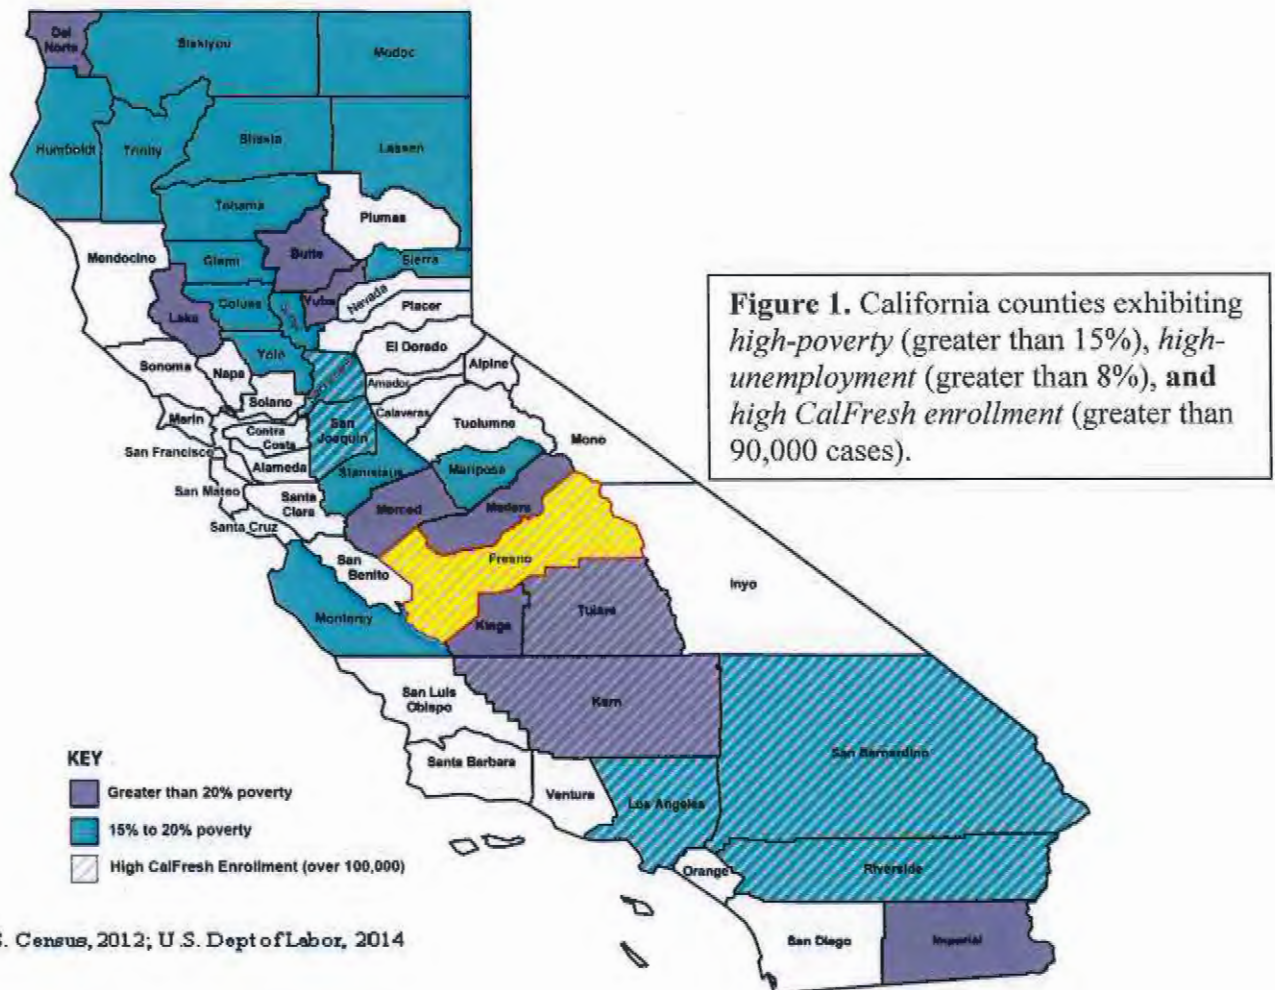 Del
Norte
Siskiyou
Modoc
Humboldt
Trinity
Shasta
Lassen
Tehama
Plumas
Mendocino
Glenn
Butte
Sierra
Lake
Colusa
Yuba
Nevada
Placer
Yolo
El Dorado
Sonoma
Napa
Alpine
Amador
Solano
Marin
Calaveras
Contra
Costa
San
Joaquin
Tuolumne
Mono
San Francisco
Alameda
Stanislaus
Mariposa
San Mateo
Santa
Clara
Merced
Madera
Santa Cruz
San
Benito
Fresno
Inyo
Monterey
Kings
Tulare
San Luis
Obispo
Kern
San Bernardino
Santa Barbara
Ventura
Los Angeles
Orange
Riverside
San Diego
Imperial
Figure 1. California counties exhibiting
high-poverty (greater than 15%), high-
unemployment (greater than 8%), and
high CalFresh enrollment (greater than
90,000 cases).
KEY
Greater than 20% poverty
15% to 20% poverty
High CalFresh Enrollment (over 100,000)
S. Census, 2012; U.S. Dept of Labor, 2014